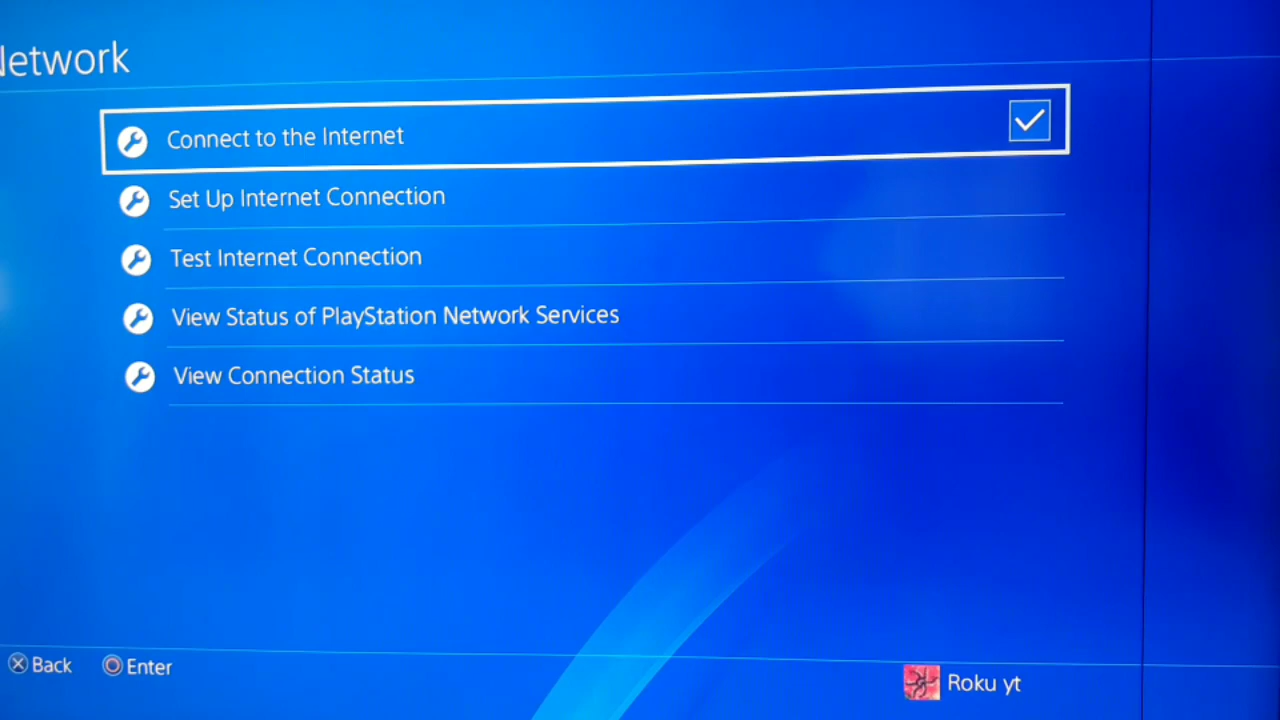 Network
Connect to the Internet
Set Up Internet Connection
Test Internet Connection
View Status of PlayStation Network Services
View Connection Status
Back
Enter
Roku yt